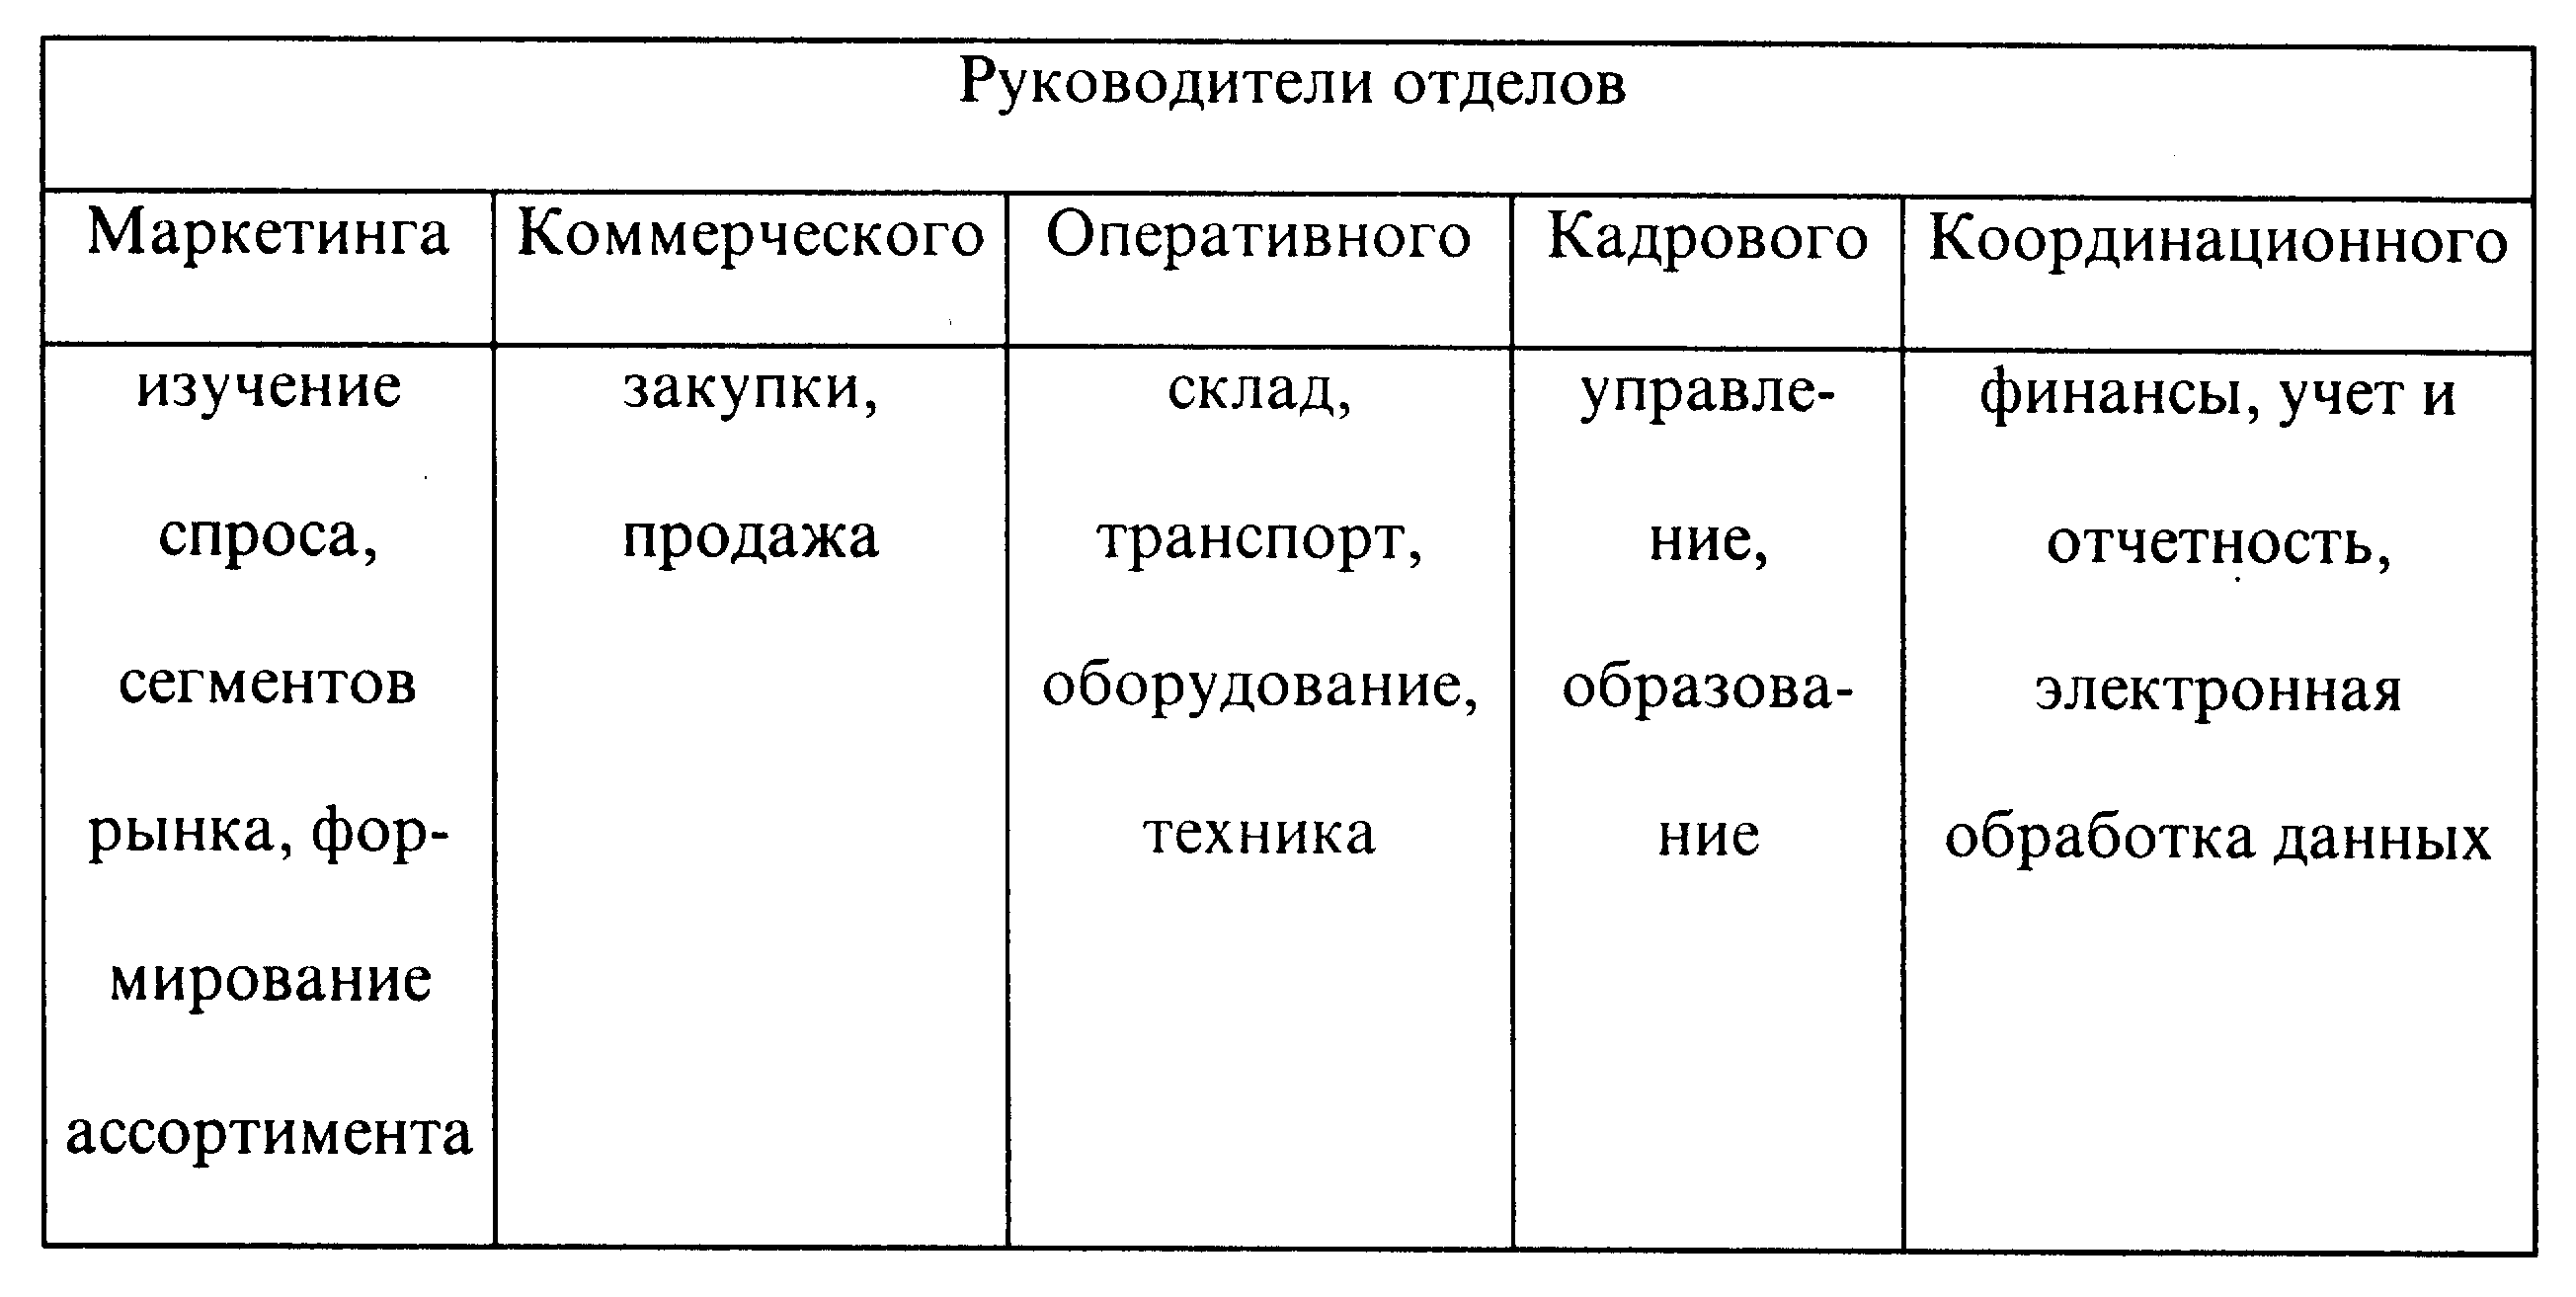 Руководители отделов
Маркетинга
Коммерческого
Оперативного
Кадрового
Координационного
изучение
спроса,
сегментов
рынка, фор-
мирование
ассортимента
закупки,
продажа
склад,
транспорт,
оборудование,
техника
управле-
ние,
образова-
ние
финансы, учет и
отчетность,
электронная
обработка данных